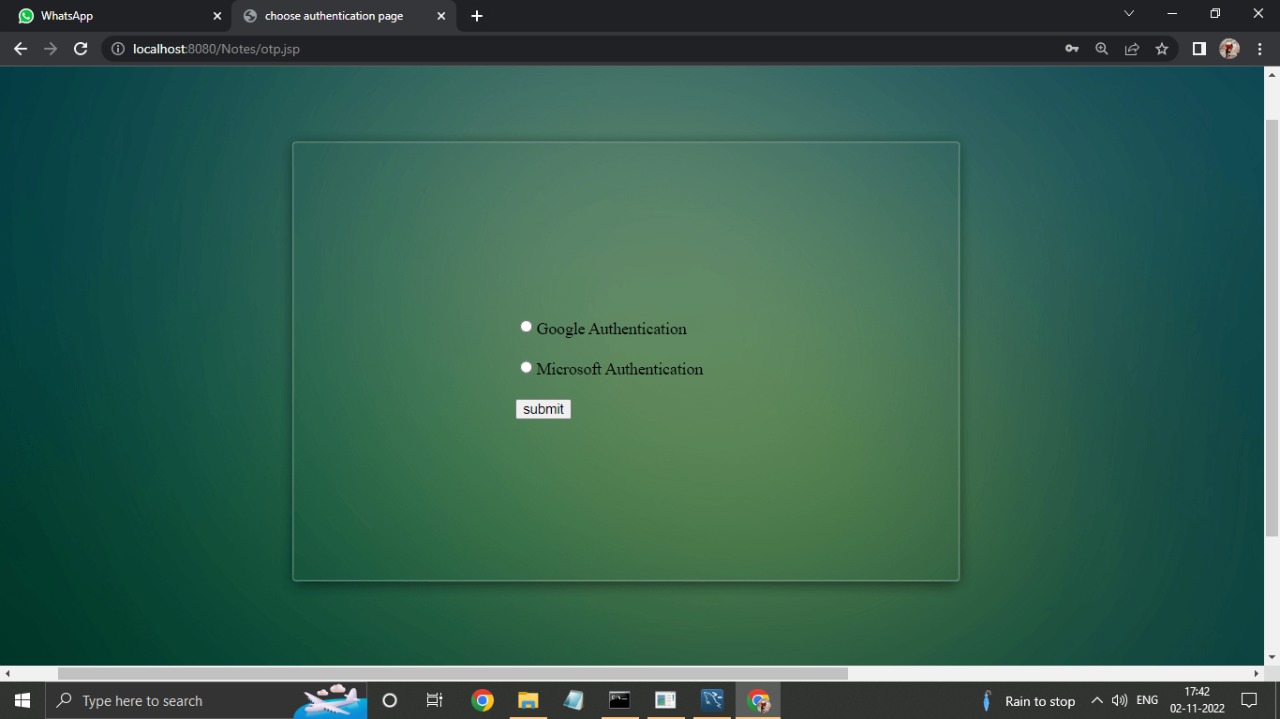 WhatsApp
choose authentication page
localhost:8080/Notes/otp.jsp
Google Authentication
Microsoft Authentication
submit
Type here to search
Rain to stop
ENG
17:42
02-11-2022